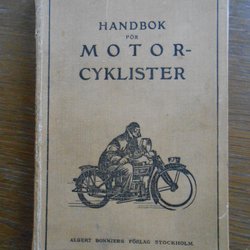 HANDBOK
FÖR
MOTOR-
CYKLISTER
ALBERT BONNIERS FÖRLAG STOCKHOLM